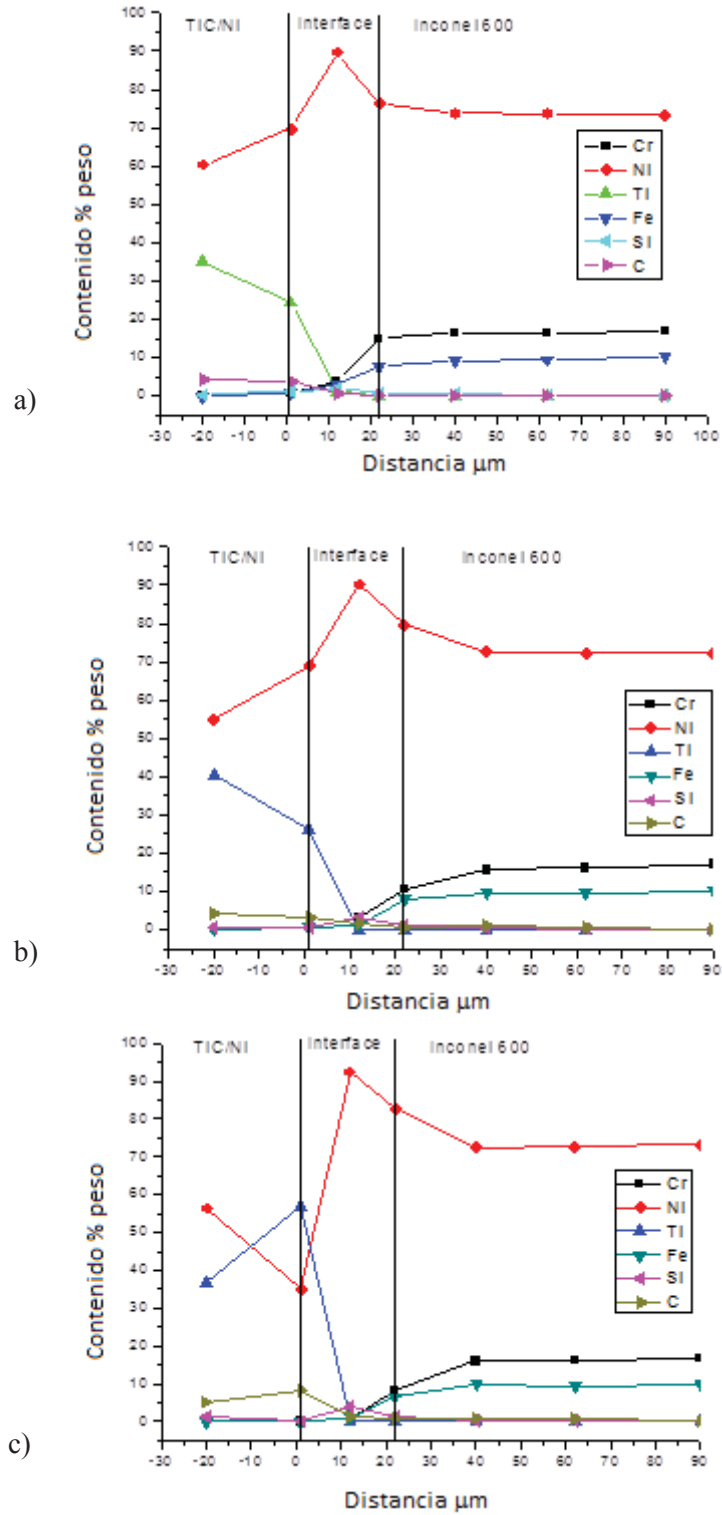 TIC/NI Interface Inconel 600
100
90
80
70
60
50
40
30
20
10
0
Contenido % peso
Cr
NI
TI
Fe
SI
C
a)
-30 -20 -10 0 10 20 30 40 50 60 70 80 90 100
Distancia µm
TIC/NI Interface Inconel 600
100
90
80
70
60
50
40
30
20
10
0
Contenido % peso
Cr
NI
TI
Fe
SI
C
b)
-30 -20 -10 0 10 20 30 40 50 60 70 80 90
Distancia µm
TIC/NI Interface Inconel 600
100
90
80
70
60
50
40
30
20
10
0
Contenido % peso
Cr
NI
TI
Fe
SI
C
c)
-30 -20 -10 0 10 20 30 40 50 60 70 80 90
Distancia µm